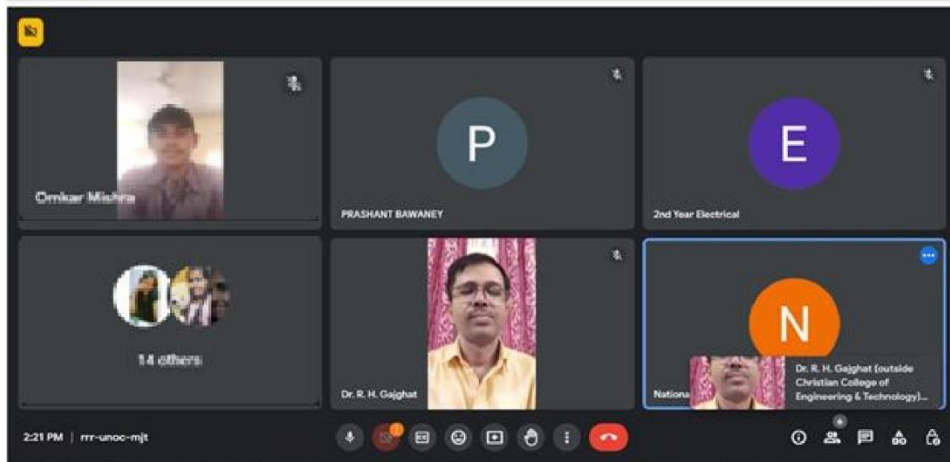 Omkar Mishra
P
PRASHANT BAWANEY
E
2nd Year Electrical
14 others
Dr. R. H. Gajghat
N
National
Dr. R. H. Gajghat (outside
Christian College of
Engineering & Technology)...
2:21 PM | rrr-unoc-mjt